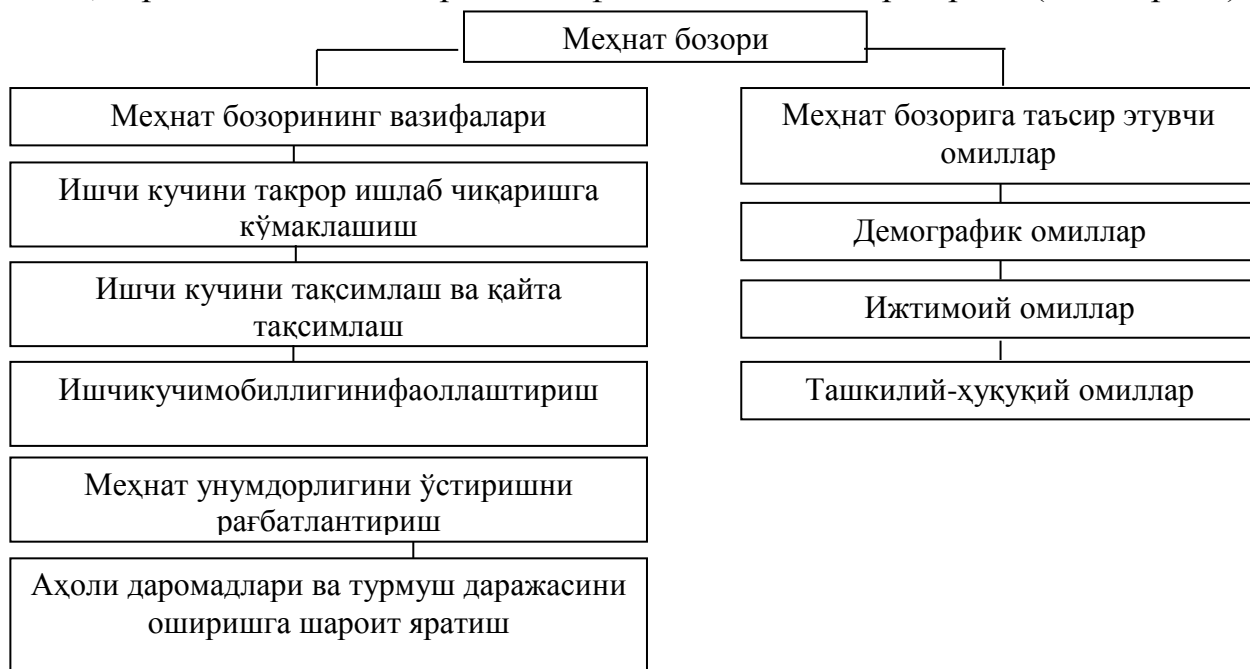 Меҳнат бозори
Меҳнат бозорининг вазифалари
Ишчи кучини такрор ишлаб чиқаришга
кўмаклашиш
Ишчи кучини тақсимлаш ва қайта
тақсимлаш
Ишчикучимобиллигинифаоллаштириш
Меҳнат унумдорлигини ўстиришни
рағбатлантириш
Аҳоли даромадлари ва турмуш даражасини
оширишга шароит яратиш
Меҳнат бозорига таъсир этувчи
омиллар
Демографик омиллар
Ижтимоий омиллар
Ташкилий-ҳуқуқий омиллар